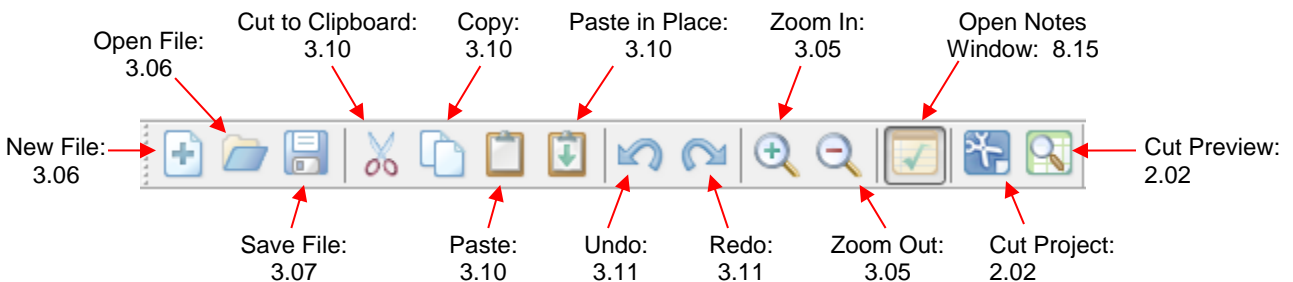 Open File:
3.06
Cut to Clipboard:
3.10
Copy:
3.10
Paste in Place:
3.10
Zoom In:
3.05
Open Notes
Window:  8.15
New File:
3.06
Cut Preview:
2.02
Save File:
3.07
Paste:
3.10
Undo:
3.11
Redo:
3.11
Zoom Out:
3.05
Cut Project:
2.02